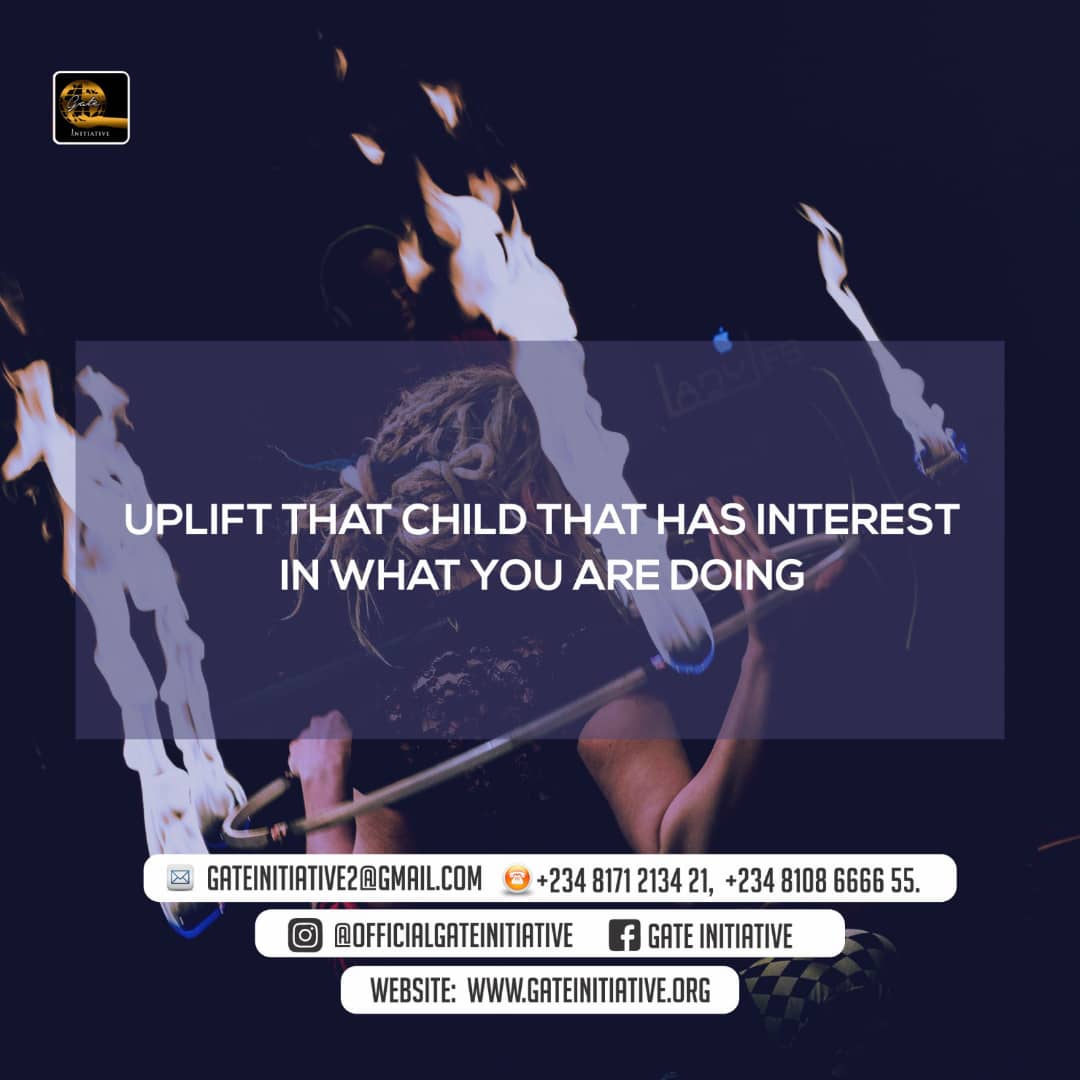 Gate
INITIATIVE
LADYJES
UPLIFT THAT CHILD THAT HAS INTEREST
IN WHAT YOU ARE DOING
GATEINITIATIVE2@GMAIL.COM +234 8171 2134 21, +234 8108 6666 55.
@OFFICIALGATEINITIATIVE GATE INITIATIVE
WEBSITE: WWW.GATEINITIATIVE.ORG